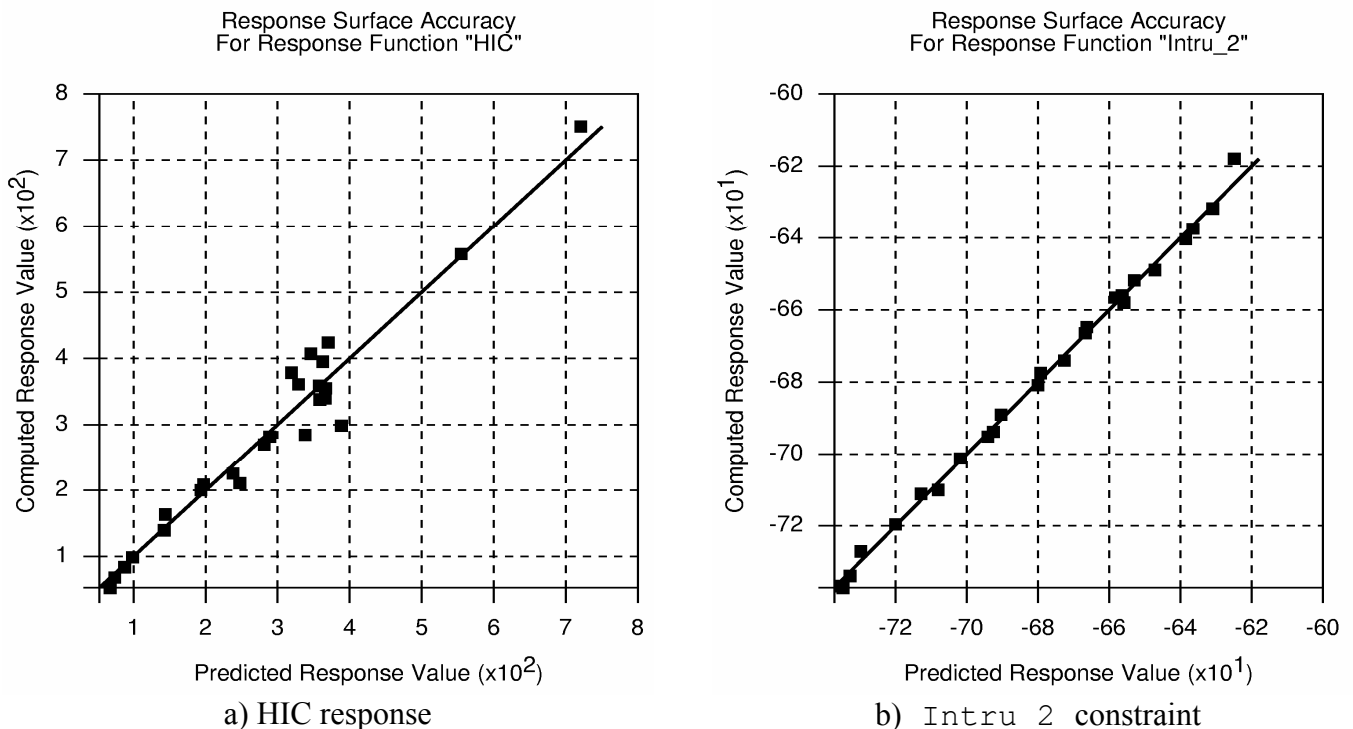 Response Surface Accuracy
For Response Function "HIC"
8
7
6
5
4
3
2
1
Computed Response Value (x10²)
1 2 3 4 5 6 7 8
Predicted Response Value (x10²)
a) HIC response
Response Surface Accuracy
For Response Function "Intru_2"
-60
-62
-64
-66
-68
-70
-72
Computed Response Value (x10¹)
-72 -70 -68 -66 -64 -62 -60
Predicted Response Value (x10¹)
b) Intru 2 constraint